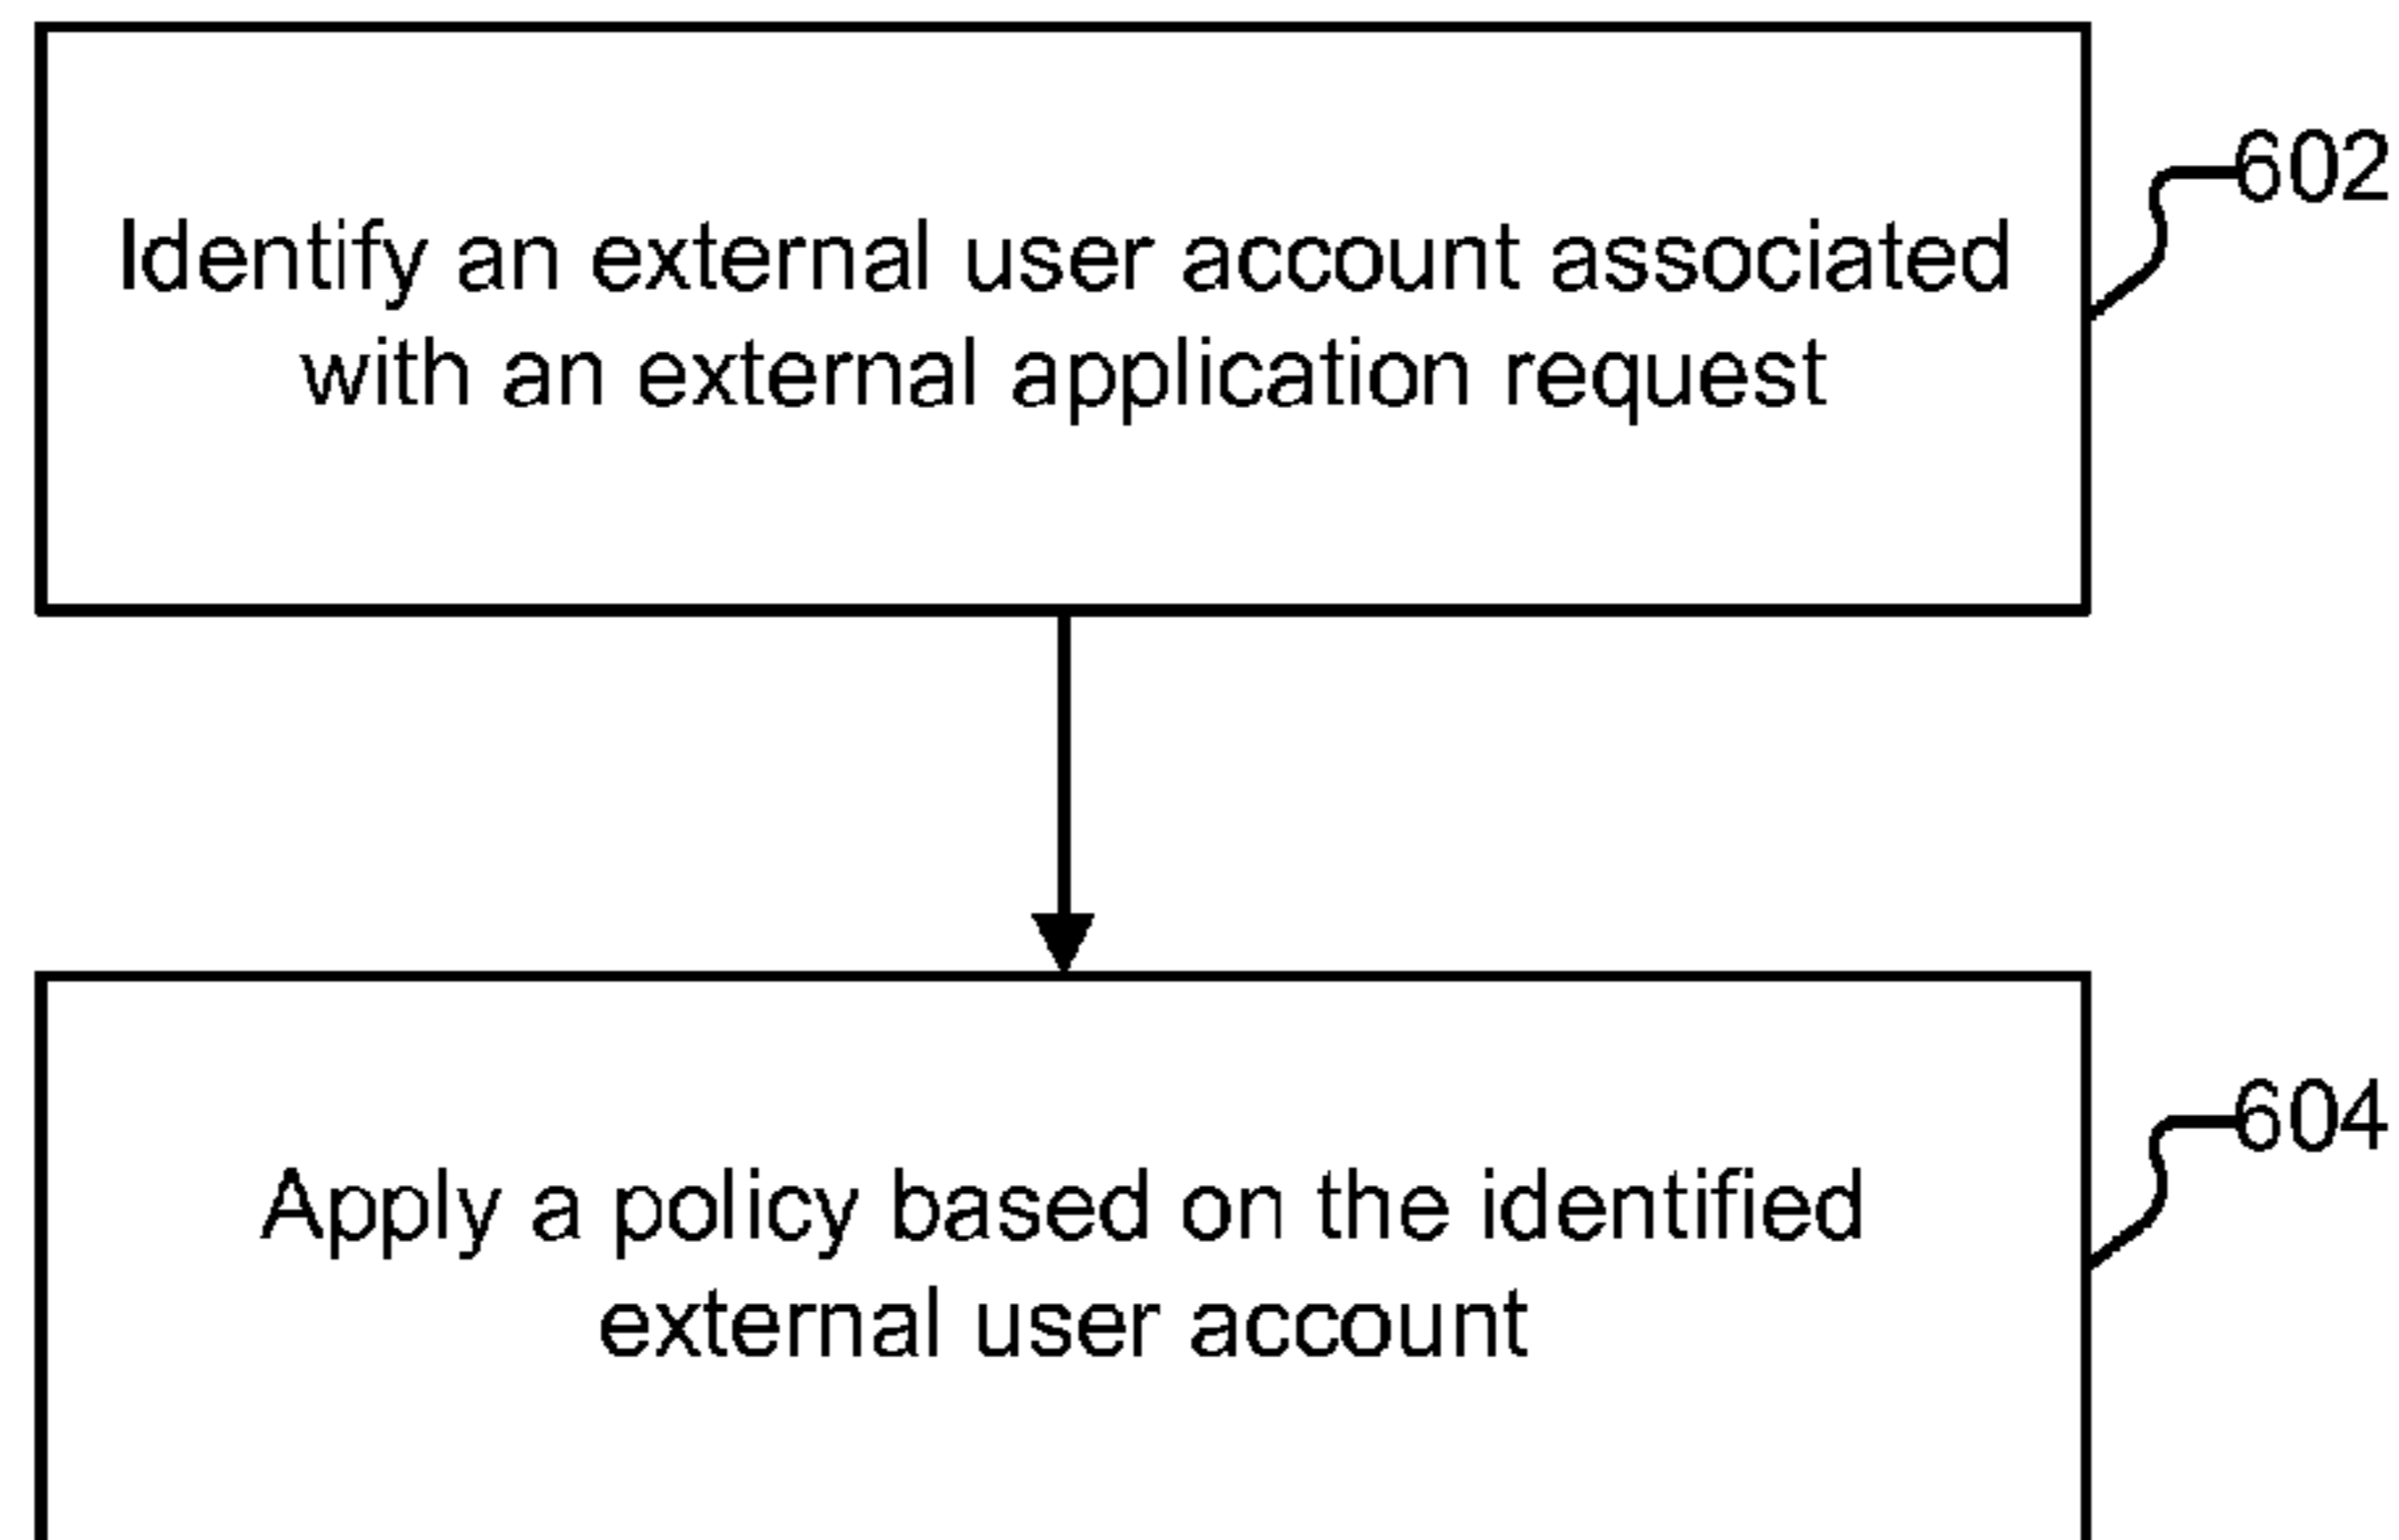 602
Identify an external user account associated
with an external application request
604
Apply a policy based on the identified
external user account